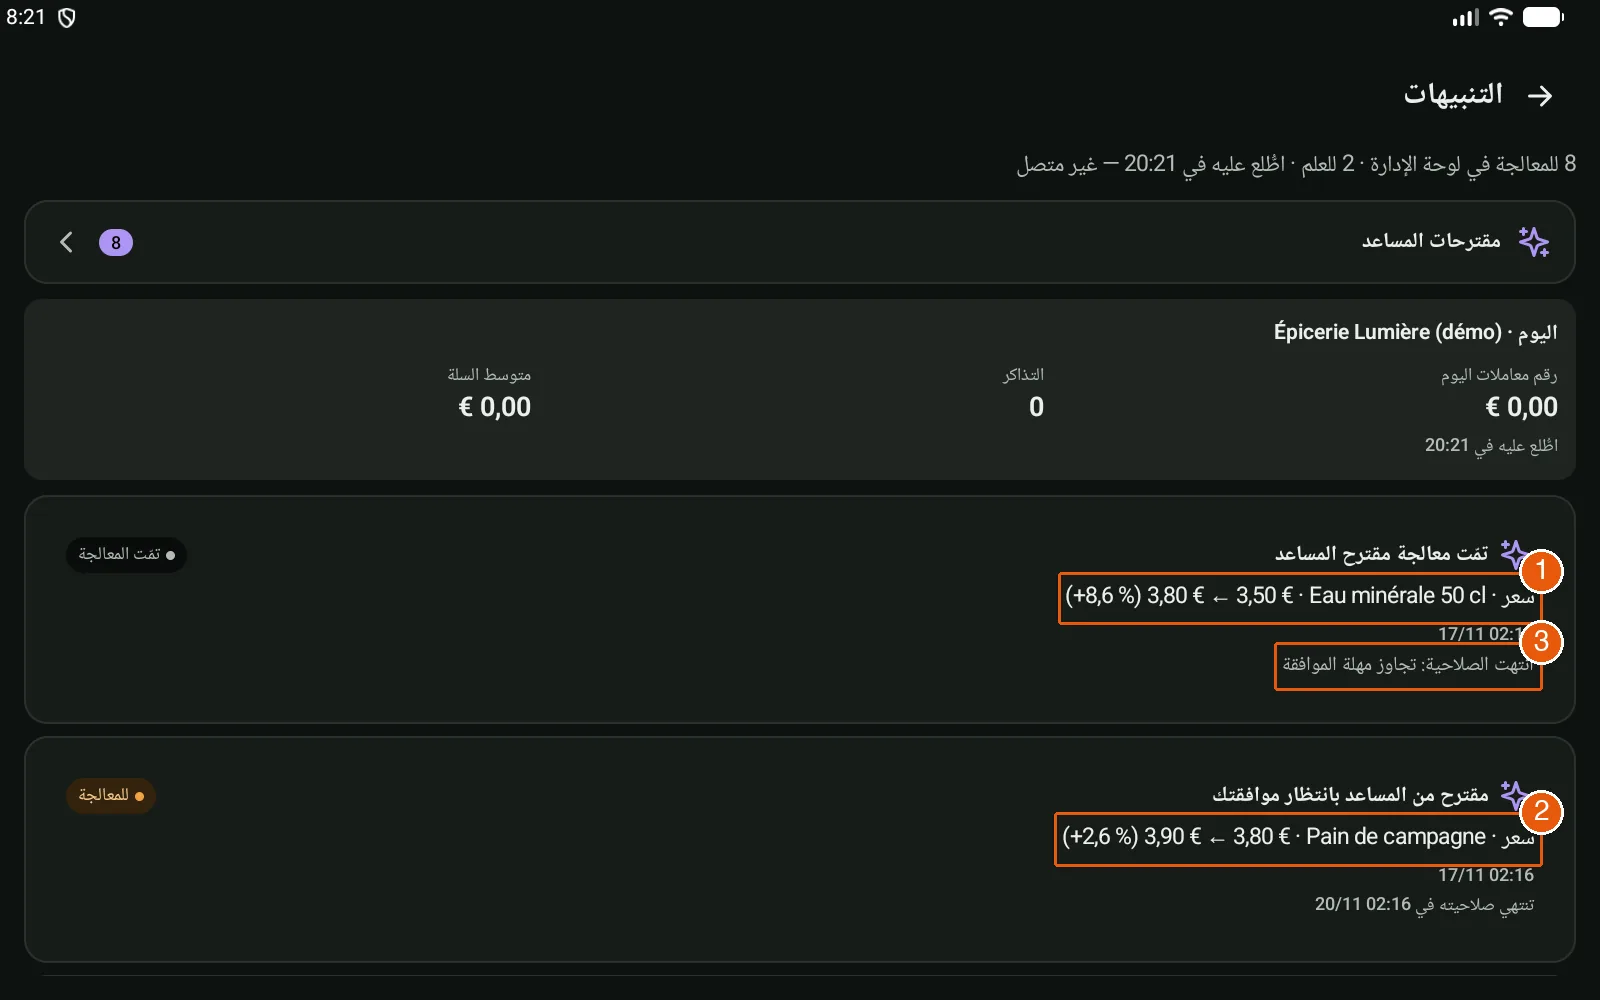 8:21
التنبيهات
8 للمعالجة في لوحة الإدارة · 2 للعلم · اطُّلع عليه في 20:21 — غير متصل
مقترحات المساعد
8
اليوم · Épicerie Lumière (démo)
رقم معاملات اليوم
0,00 €
التذاكر
0
متوسط السلة
0,00 €
اطُّلع عليه في 20:21
تمّت معالجة مقترح المساعد
تمّت المعالجة
1
سعر · Eau minérale 50 cl · 3,50 € ← 3,80 € (+8,6 %)
17/11
3
انتهت الصلاحية: تجاوز مهلة الموافقة
مقترح من المساعد بانتظار موافقتك
للمعالجة
2
سعر · Pain de campagne · 3,80 € ← 3,90 € (+2,6 %)
17/11 02:16
تنتهي صلاحيته في 20/11 02:16